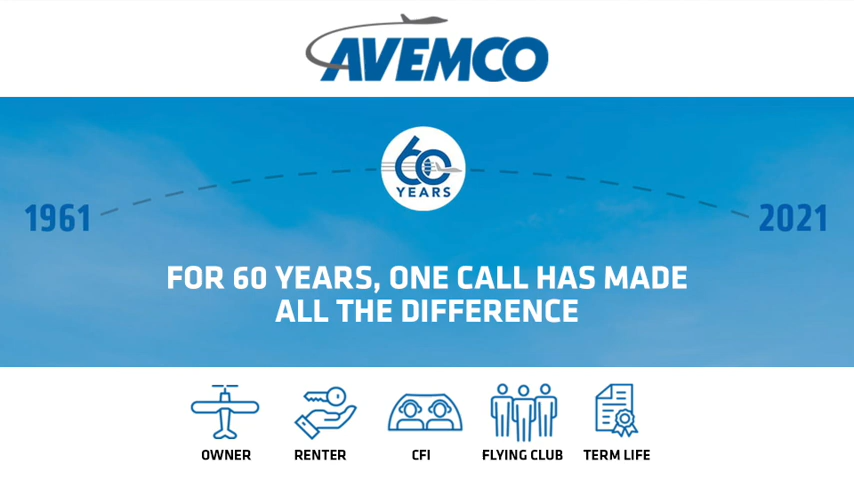 AVEMCO
60
YEARS
1961
2021
FOR 60 YEARS, ONE CALL HAS MADE
ALL THE DIFFERENCE
OWNER
RENTER
CFI
FLYING CLUB
TERM LIFE